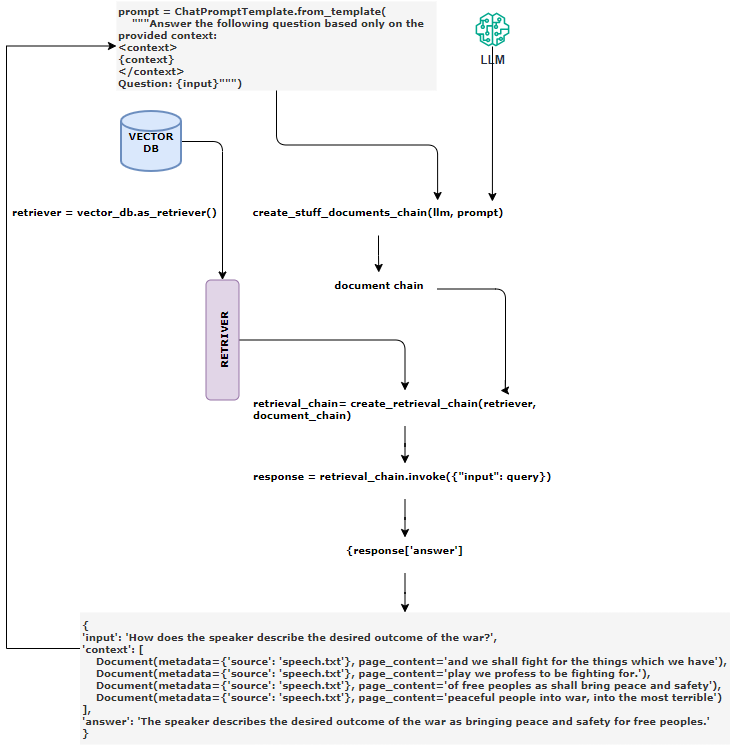 prompt = ChatPromptTemplate.from_template(
"""Answer the following question based only on the
provided context:
<context>
{context}
</context>
Question: {input}""")
LLM
VECTOR
DB
retriever = vector_db.as_retriever()
create_stuff_documents_chain(llm, prompt)
document chain
RETRIVER
retrieval_chain= create_retrieval_chain(retriever,
document_chain)
response = retrieval_chain.invoke({"input": query})
{response['answer']
{
'input': 'How does the speaker describe the desired outcome of the war?',
'context': [
Document(metadata={'source': 'speech.txt'}, page_content='and we shall fight for the things which we have'),
Document(metadata={'source': 'speech.txt'}, page_content='play we profess to be fighting for.'),
Document(metadata={'source': 'speech.txt'}, page_content='of free peoples as shall bring peace and safety'),
Document(metadata={'source': 'speech.txt'}, page_content='peaceful people into war, into the most terrible')
],
'answer': 'The speaker describes the desired outcome of the war as bringing peace and safety for free peoples.'
}